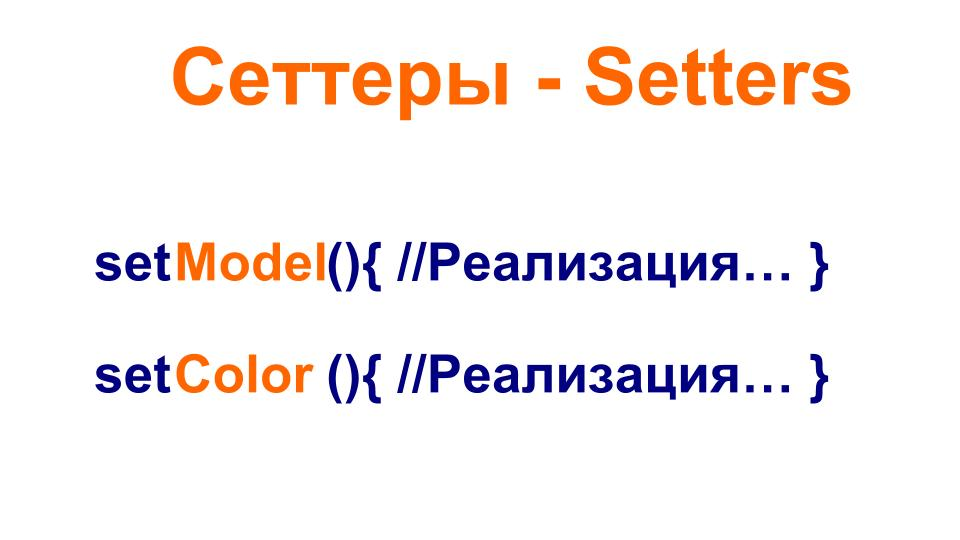 Сеттеры - Setters
setModel(){ //Реализация… }
setColor (){ //Реализация… }